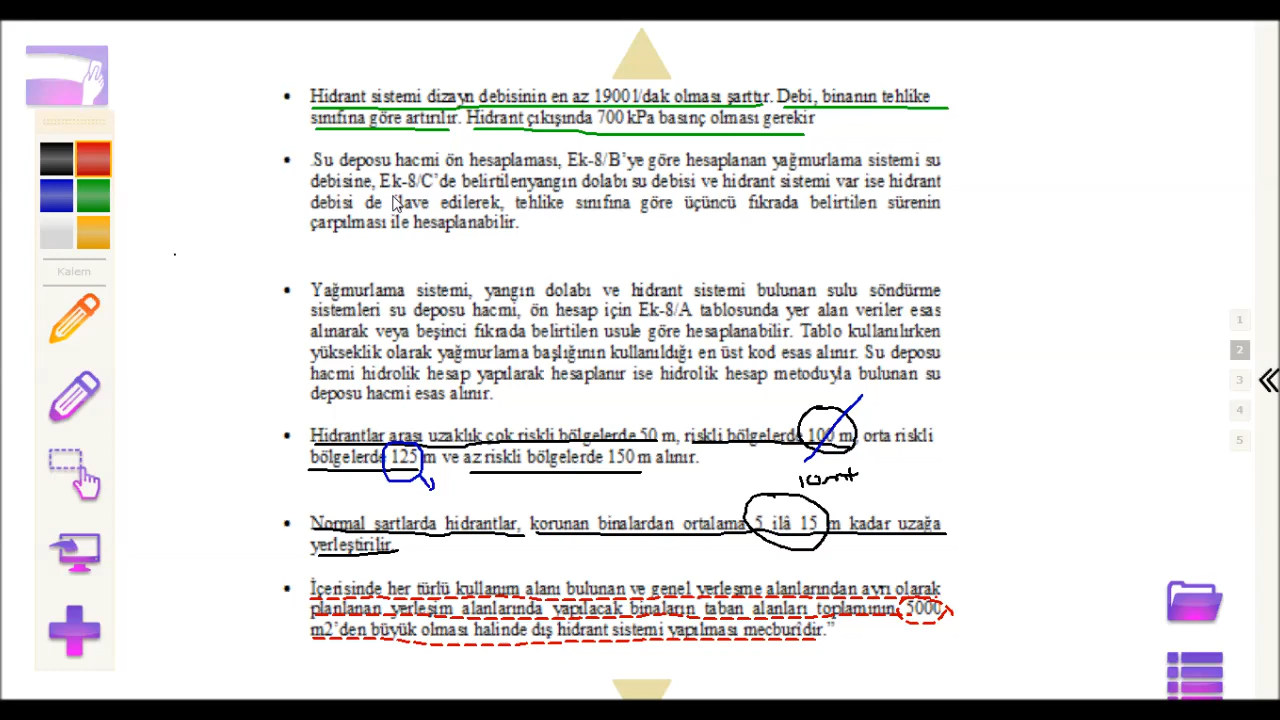 • Hidrant sistemi dizayn debisinin en az 1900l/dak olması şarttır. Debi, binanın tehlike
sınıfına göre artırılır. Hidrant çıkışında 700 kPa basınç olması gerekir
• .Su deposu hacmi ön hesaplaması, Ek-8/B’ye göre hesaplanan yağmurlama sistemi su
debisine, Ek-8/C’de belirtilenyangın dolabı su debisi ve hidrant sistemi var ise hidrant
debisi de ilave edilerek, tehlike sınıfına göre üçüncü fıkrada belirtilen sürenin
çarpılması ile hesaplanabilir.
Kalem
• Yağmurlama sistemi, yangın dolabı ve hidrant sistemi bulunan sulu söndürme
sistemleri su deposu hacmi, ön hesap için Ek-8/A tablosunda yer alan veriler esas
alınarak veya beşinci fıkrada belirtilen usule göre hesaplanabilir. Tablo kullanılırken
yükseklik olarak yağmurlama başlığının kullanıldığı en üst kod esas alınır. Su deposu
hacmi hidrolik hesap yapılarak hesaplanır ise hidrolik hesap metoduyla bulunan su
deposu hacmi esas alınır.
• Hidrantlar arası uzaklık çok riskli bölgelerde 50 m, riskli bölgelerde 100 m, orta riskli
bölgelerde 125 m ve az riskli bölgelerde 150 m alınır.
• Normal şartlarda hidrantlar, korunan binalardan ortalama 5 ilâ 15 m kadar uzağa
yerleştirilir.
• İçerisinde her türlü kullanım alanı bulunan ve genel yerleşme alanlarından ayrı olarak
planlanan yerleşim alanlarında yapılacak binaların taban alanları toplamının 5000
m2’den büyük olması halinde dış hidrant sistemi yapılması mecburîdir.”
1
2
3
4
5